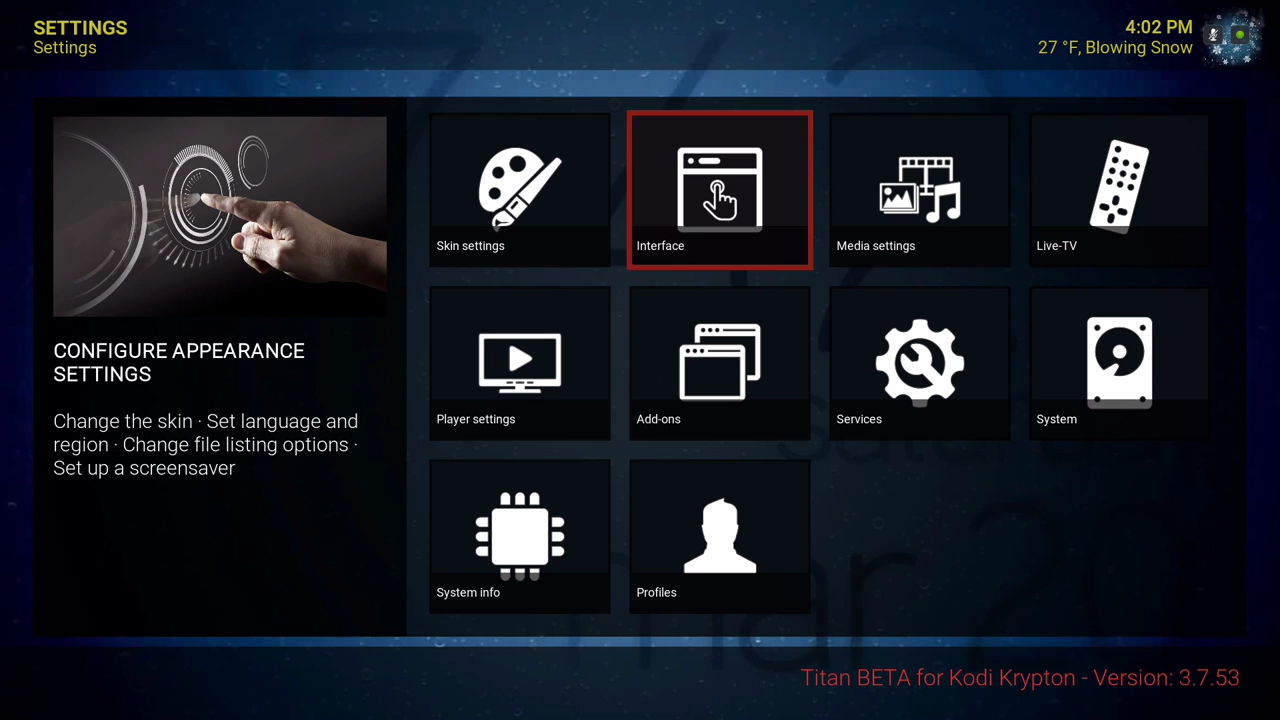 SETTINGS
Settings
4:02 PM
27 °F, Blowing Snow
CONFIGURE APPEARANCE
SETTINGS
Change the skin · Set language and
region · Change file listing options ·
Set up a screensaver
Skin settings
Interface
Media settings
Live-TV
Player settings
Add-ons
Services
System
System info
Profiles
Titan BETA for Kodi Krypton - Version: 3.7.53